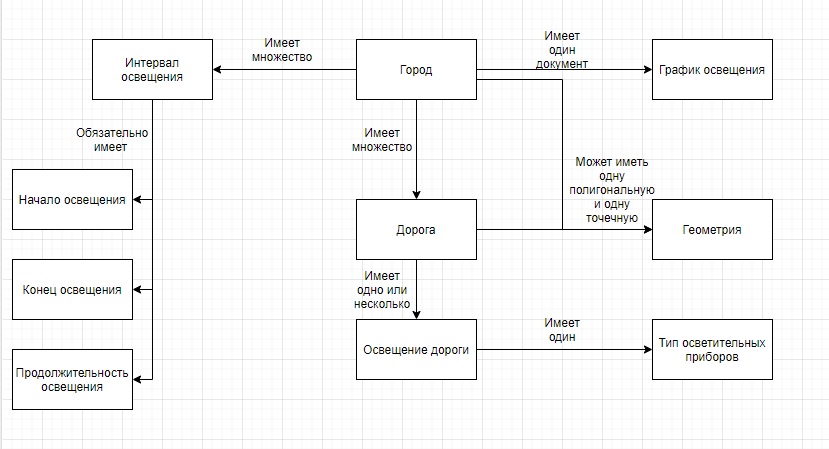 Интервал
освещения
Имеет
множество
Город
Имеет
один
документ
График освещения
Обязательно
имеет
Имеет
множество
Может иметь
одну
полигональную
и одну
точечную
Начало освещения
Дорога
Геометрия
Конец освещения
Имеет
одно или
несколько
Освещение дороги
Имеет
один
Тип осветительных
приборов
Продолжительность
освещения